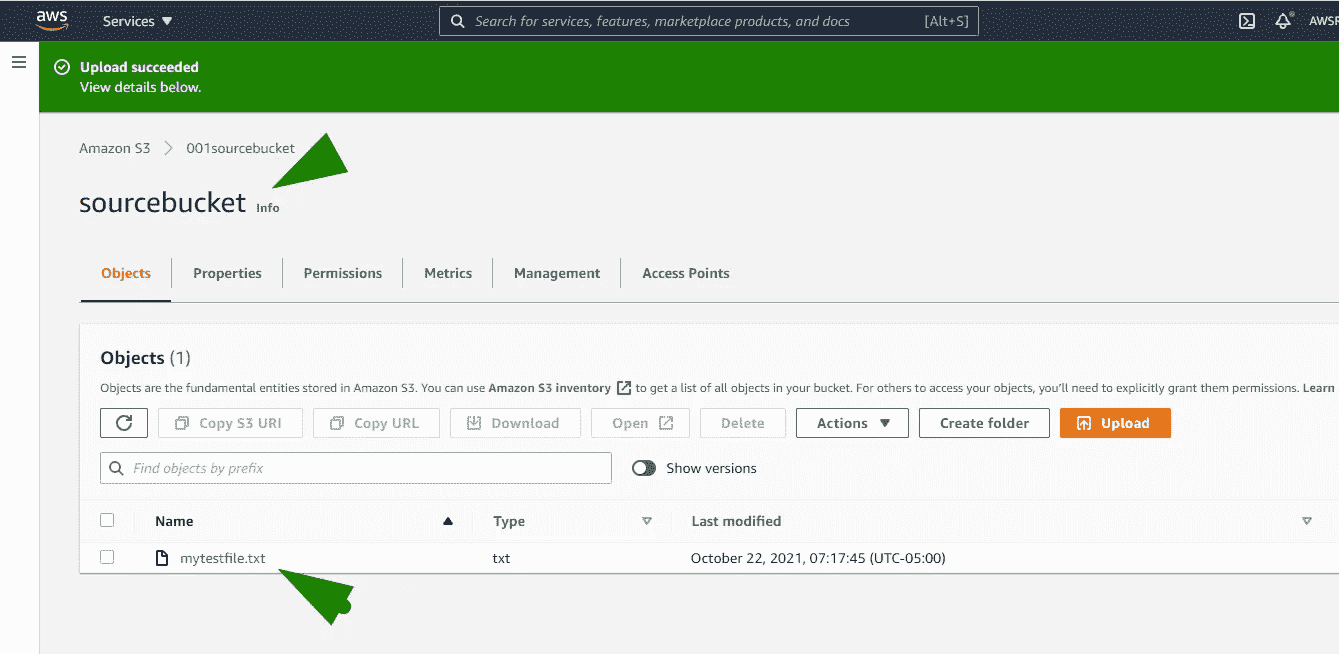 aws Services Search for services, features, marketplace products, and docs [Alt+S]
Upload succeeded
View details below.
Amazon S3 001sourcebucket
sourcebucket Info
Objects Properties Permissions Metrics Management Access Points
Objects (1)
Objects are the fundamental entities stored in Amazon S3. You can use Amazon S3 inventory to get a list of all objects in your bucket. For others to access your objects, you'll need to explicitly grant them permissions. Learn
Copy S3 URI Copy URL Download Open Delete Actions Create folder Upload
Find objects by prefix Show versions
Name Type Last modified
mytestfile.txt txt October 22, 2021, 07:17:45 (UTC-05:00)